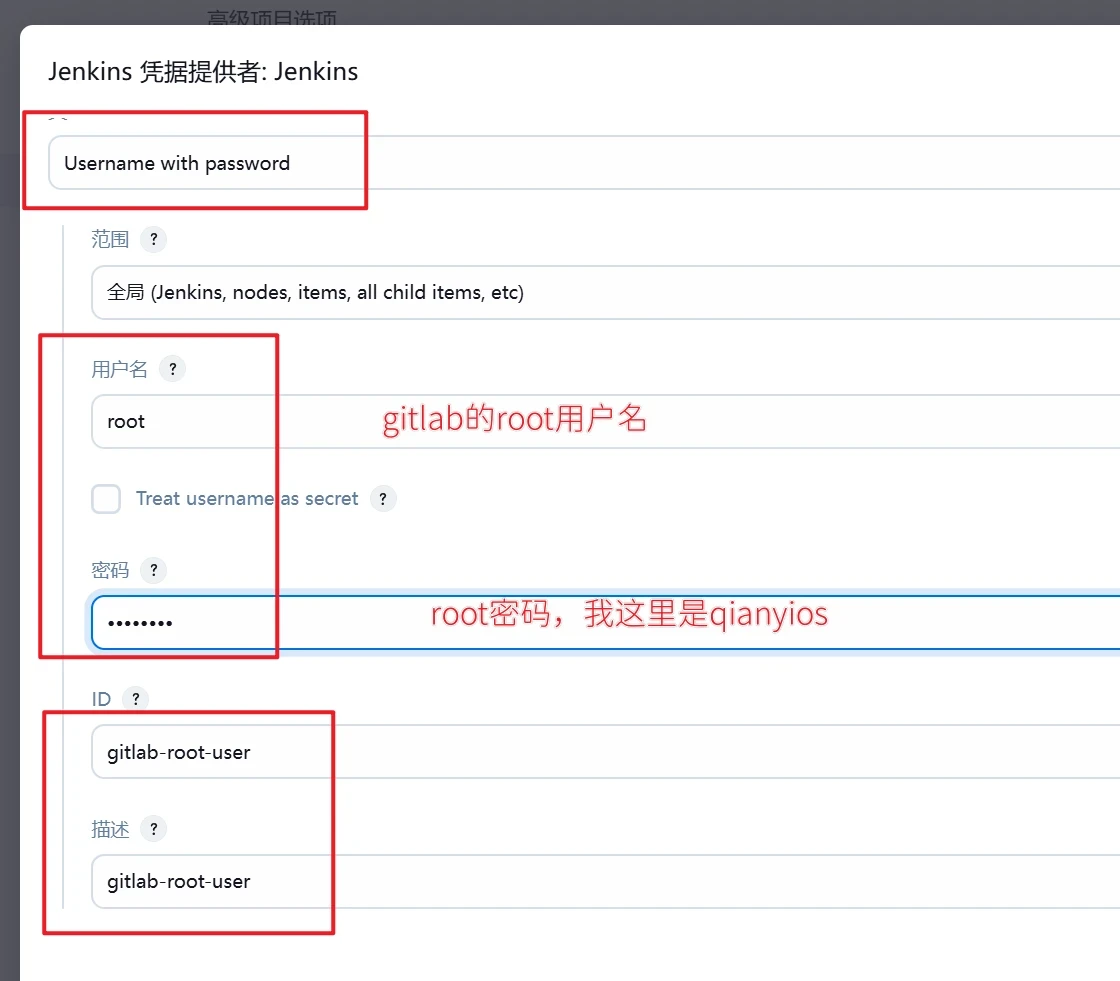 高级项目选项
Jenkins 凭据提供者: Jenkins
Username with password
范围 ?
全局 (Jenkins, nodes, items, all child items, etc)
用户名 ?
root
gitlab的root用户名
Treat username as secret ?
密码 ?
••••••••
root密码，我这里是qianyios
ID ?
gitlab-root-user
描述 ?
gitlab-root-user